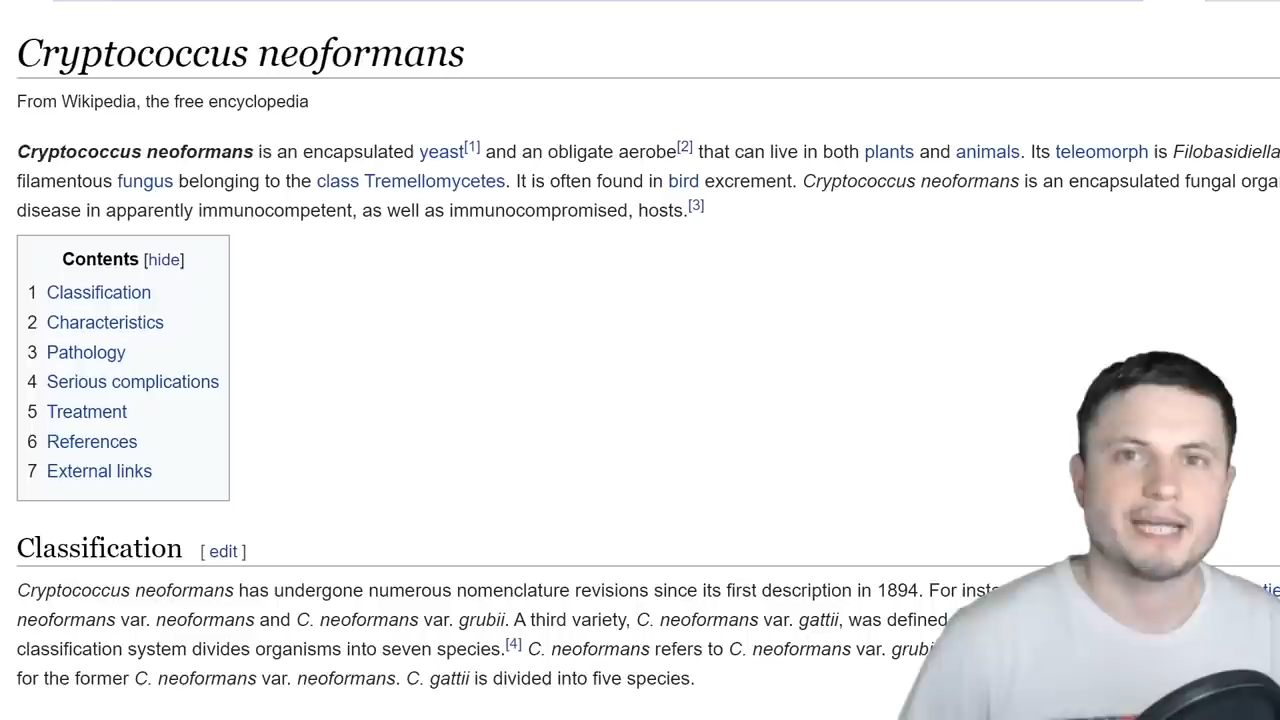 Cryptococcus neoformans
From Wikipedia, the free encyclopedia
Cryptococcus neoformans is an encapsulated yeast[1] and an obligate aerobe[2] that can live in both plants and animals. Its teleomorph is Filobasidiella
filamentous fungus belonging to the class Tremellomycetes. It is often found in bird excrement. Cryptococcus neoformans is an encapsulated fungal
disease in apparently immunocompetent, as well as immunocompromised, hosts.[3]
Contents [hide]
1 Classification
2 Characteristics
3 Pathology
4 Serious complications
5 Treatment
6 References
7 External links
Classification [ edit ]
Cryptococcus neoformans has undergone numerous nomenclature revisions since its first description in 1894. For
neoformans var. neoformans and C. neoformans var. grubii. A third variety, C. neoformans var. gattii, was defined
classification system divides organisms into seven species.[4] C. neoformans refers to C. neoformans var.
for the former C. neoformans var. neoformans. C. gattii is divided into five species.